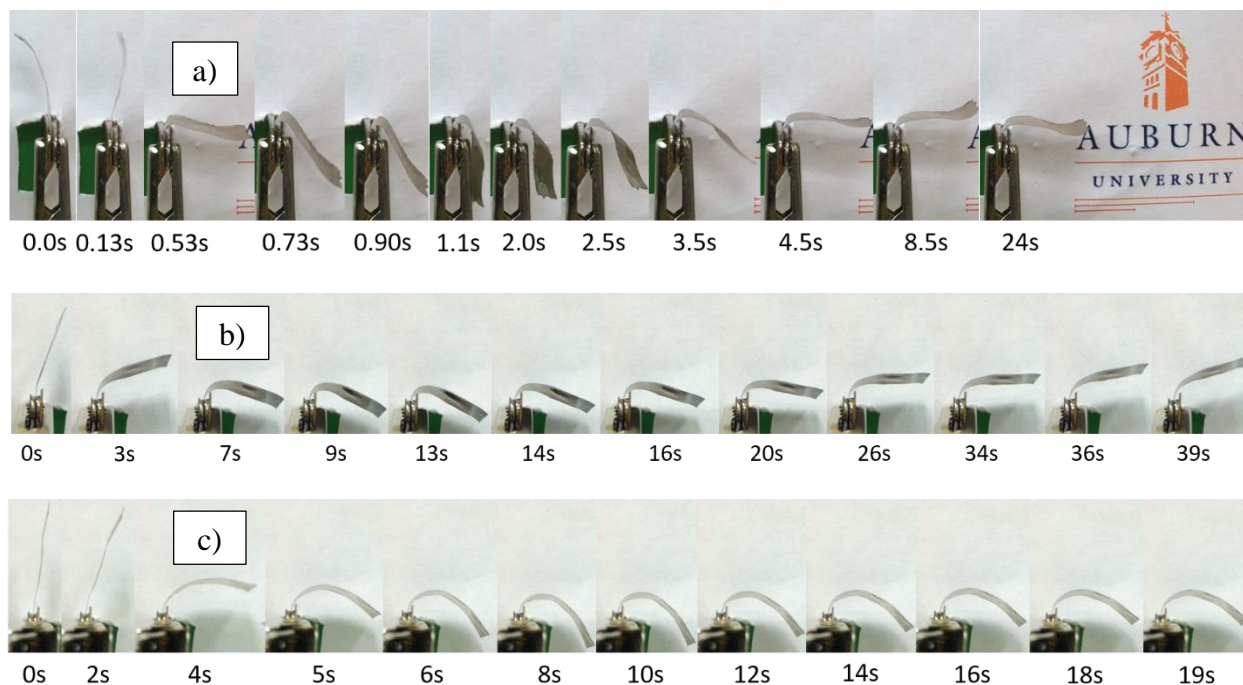 a)
AUBURN
UNIVERSITY
0.0s 0.13s 0.53s 0.73s 0.90s 1.1s 2.0s 2.5s 3.5s 4.5s 8.5s 24s
b)
0s 3s 7s 9s 13s 14s 16s 20s 26s 34s 36s 39s
c)
0s 2s 4s 5s 6s 8s 10s 12s 14s 16s 18s 19s